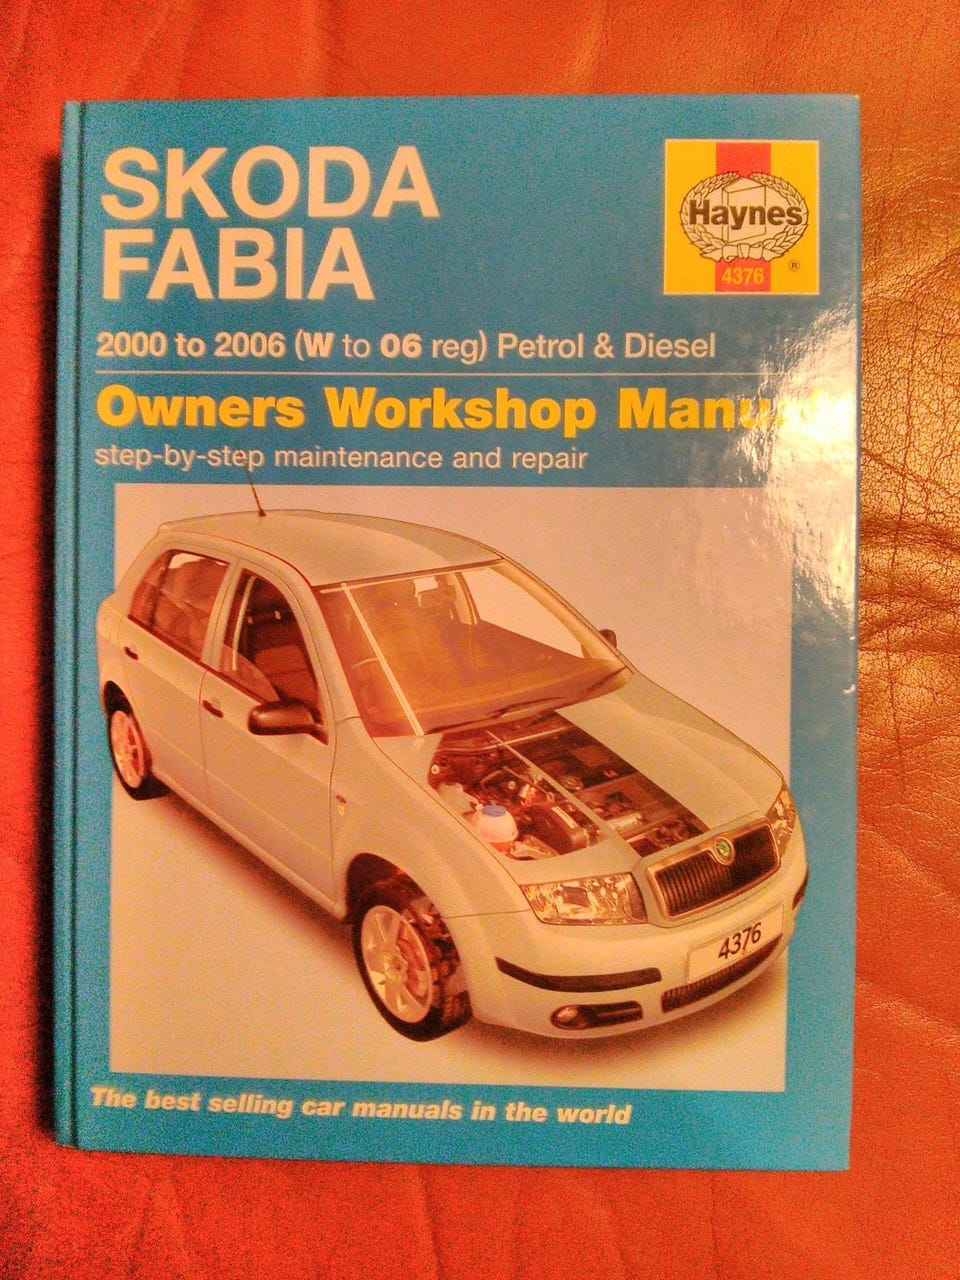 SKODA
FABIA
Haynes
®
4376
2000 to 2006 (W to 06 reg) Petrol & Diesel
Owners Workshop
step-by-step maintenance and repair
4376
The best selling car manuals in the world